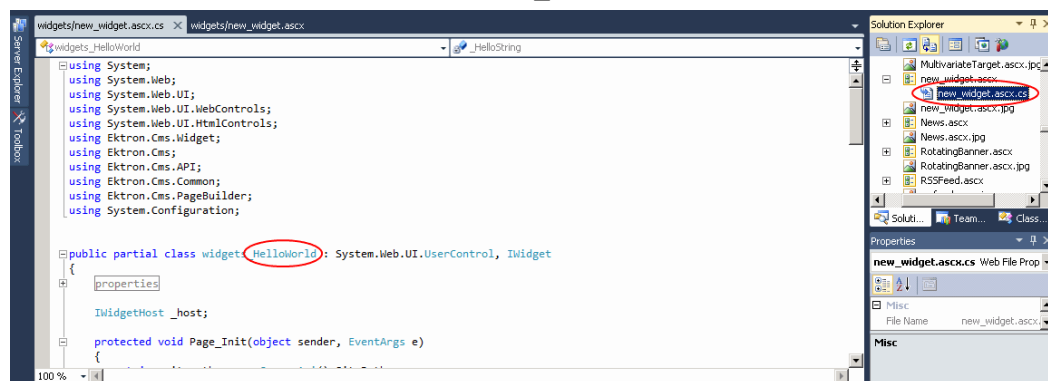 widgets/new_widget.ascx.cs X widgets/new_widget.ascx
Server Explorer
Toolbox
widgets_HelloWorld
_HelloString
using System;
using System.Web;
using System.Web.UI;
using System.Web.UI.WebControls;
using System.Web.UI.HtmlControls;
using Ektron.Cms.Widget;
using Ektron.Cms;
using Ektron.Cms.API;
using Ektron.Cms.Common;
using Ektron.Cms.PageBuilder;
using System.Configuration;
public partial class widgets_HelloWorld : System.Web.UI.UserControl, IWidget
{
properties
IWidgetHost _host;
protected void Page_Init(object sender, EventArgs e)
{
100 %
Solution Explorer
MultivariateTarget.ascx.jpg
new_widget.ascx
new_widget.ascx.cs
new_widget.ascx.jpg
News.ascx
News.ascx.jpg
RotatingBanner.ascx
RotatingBanner.ascx.jpg
RSSFeed.ascx
Soluti... Team... Class...
Properties
new_widget.ascx.cs Web File Prop
Misc
File Name new_widget.ascx.
Misc